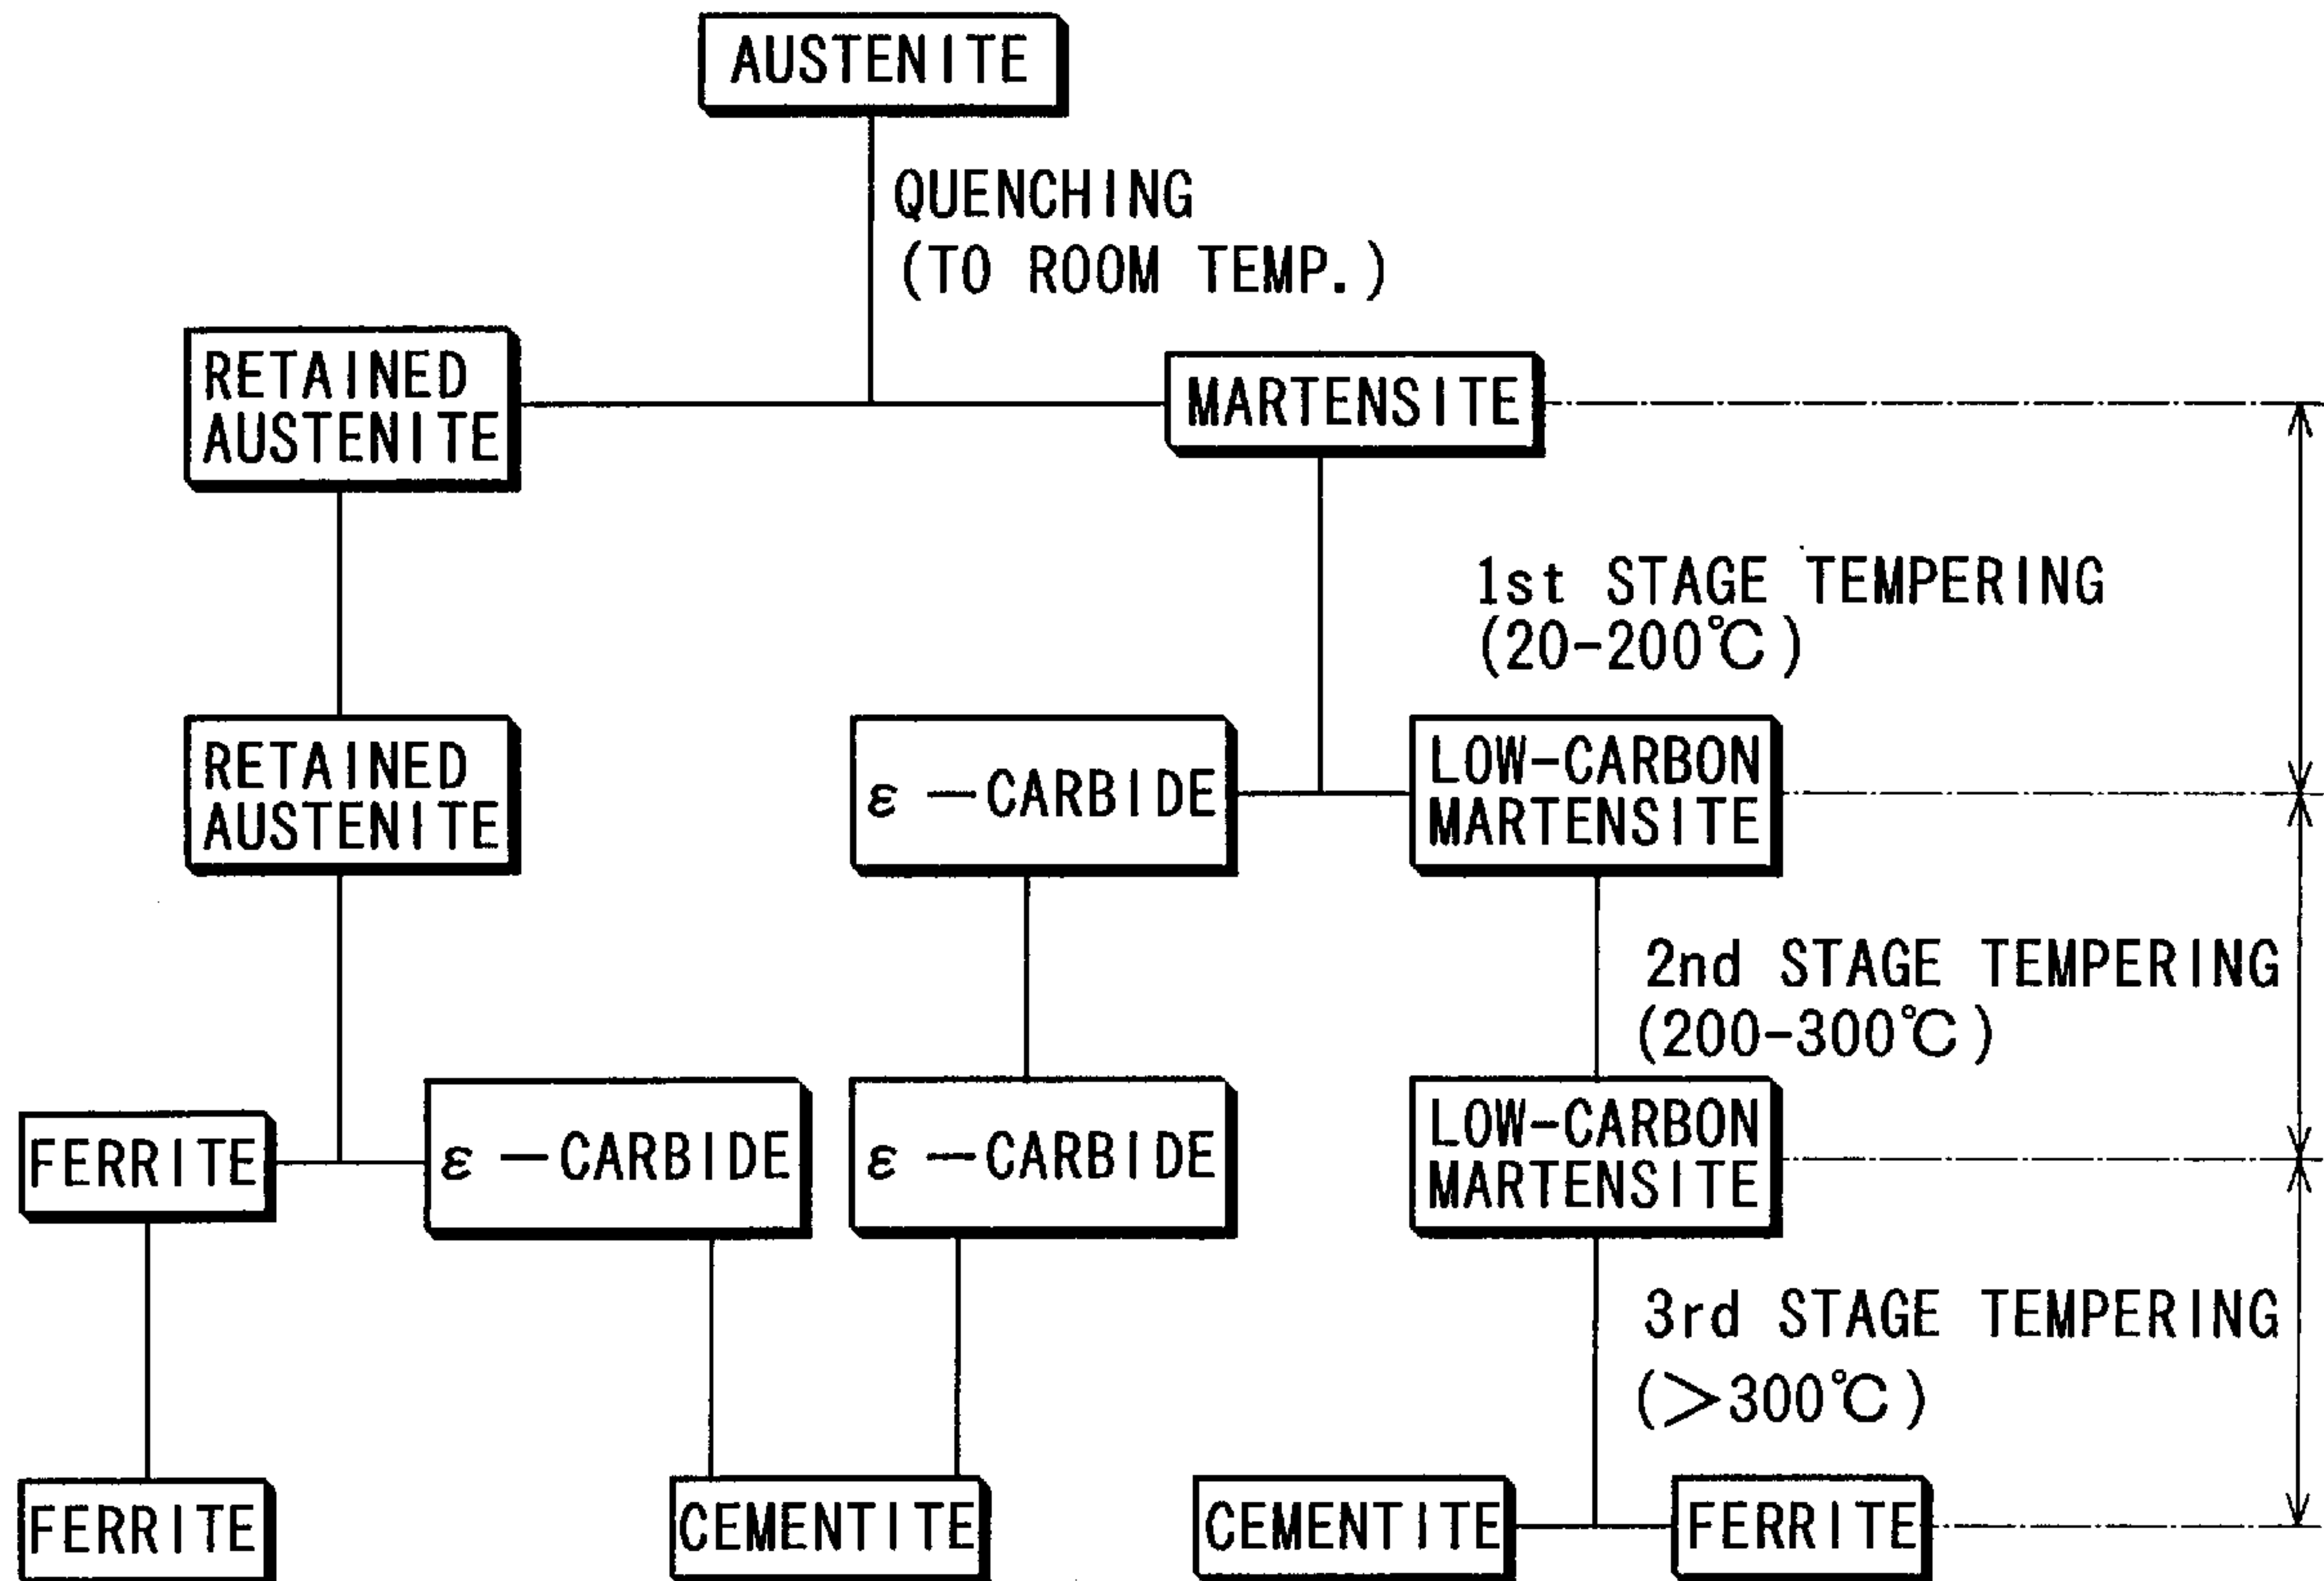 AUSTENITE
QUENCHING
(TO ROOM TEMP.)
RETAINED
AUSTENITE
MARTENSITE
1st STAGE TEMPERING
(20-200℃)
RETAINED
AUSTENITE
ε—CARBIDE
LOW-CARBON
MARTENSITE
2nd STAGE TEMPERING
(200-300℃)
FERRITE
ε—CARBIDE
ε—CARBIDE
LOW-CARBON
MARTENSITE
3rd STAGE TEMPERING
(>300℃)
FERRITE
CEMENTITE
CEMENTITE
FERRITE